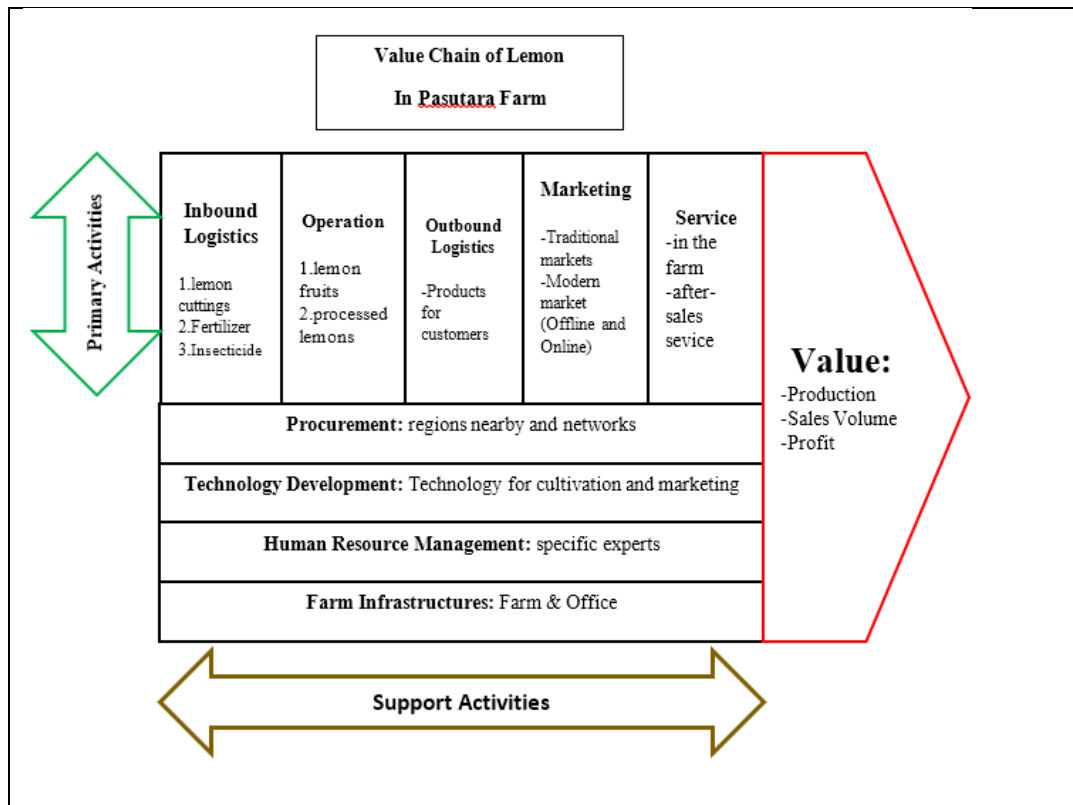 Value Chain of Lemon
In Pasutara Farm
Primary Activities
Inbound
Logistics
1.lemon
cuttings
2.Fertilizer
3.Insecticide
Operation
1.lemon
fruits
2.processed
lemons
Outbound
Logistics
-Products
for
customers
Marketing
-Traditional
markets
-Modern
market
(Offline and
Online)
Service
-in the
farm
-after-
sales
sevice
Value:
-Production
-Sales Volume
-Profit
Procurement: regions nearby and networks
Technology Development: Technology for cultivation and marketing
Human Resource Management: specific experts
Farm Infrastructures: Farm & Office
Support Activities